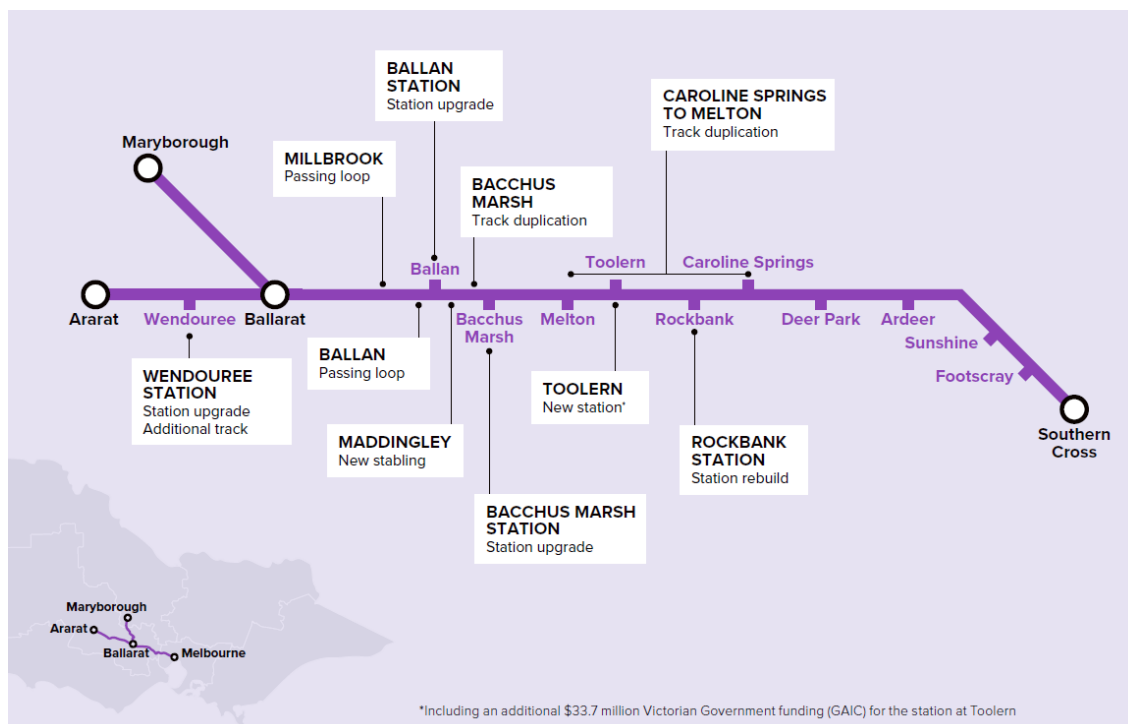 BALLAN
STATION
Station upgrade
CAROLINE SPRINGS
TO MELTON
Track duplication
Maryborough
MILLBROOK
Passing loop
BACCHUS
MARSH
Track duplication
Ballan
Toolern
Caroline Springs
Ararat
Wendouree
Ballarat
Bacchus
Marsh
Melton
Rockbank
Deer Park
Ardeer
Sunshine
Footscray
Southern
Cross
WENDOUREE
STATION
Station upgrade
Additional track
BALLAN
Passing loop
MADDINGLEY
New stabling
TOOLERN
New station*
ROCKBANK
STATION
Station rebuild
BACCHUS MARSH
STATION
Station upgrade
Maryborough
Ararat
Ballarat
Melbourne
*Including an additional $33.7 million Victorian Government funding (GAIC) for the station at Toolern